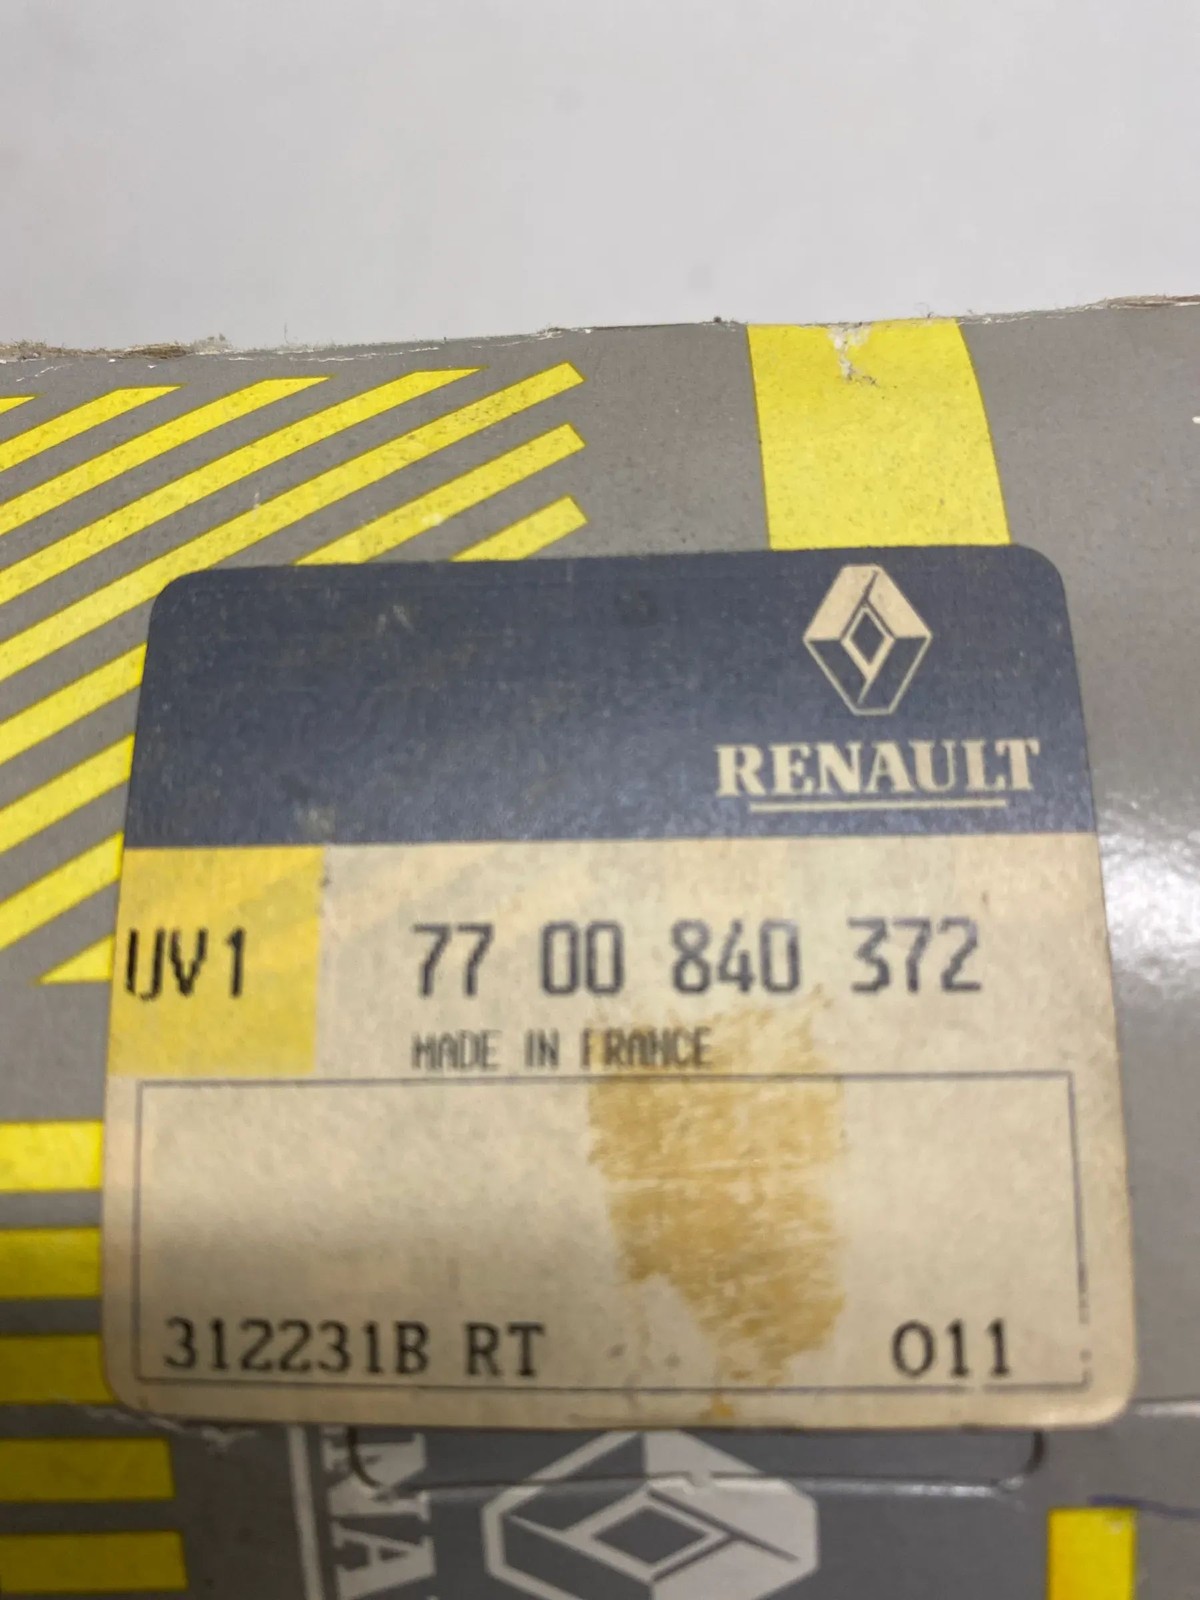 RENAULT
UV1 77 00 840 372
MADE IN FRANCE
312231B RT 011